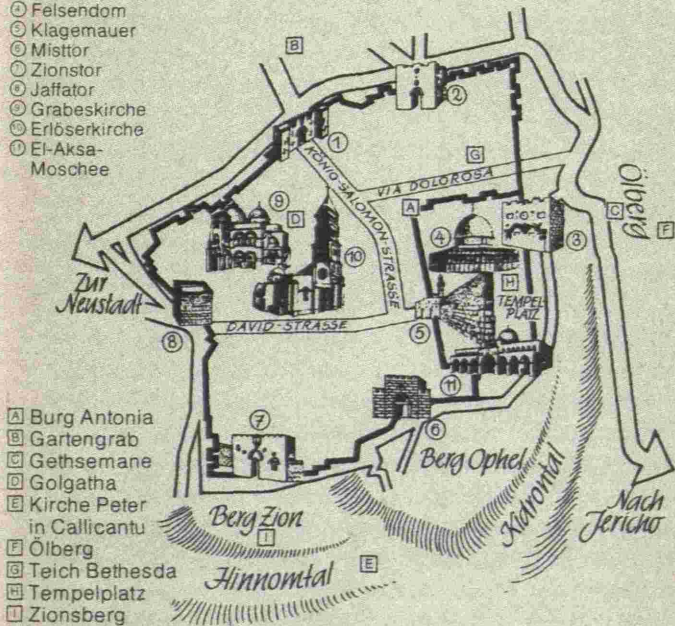 ④ Felsendom
⑤ Klagemauer
⑥ Misttor
⑦ Zionstor
⑧ Jaffator
⑨ Grabeskirche
⑩ Erlöserkirche
⑪ El-Aksa-
Moschee
B
②
①
KÖNIG-SALOMON-STRASSE
G
VIA DOLOROSA
Ölberg
C
F
A
⑨
D
④
③
⑩
H
TEMPEL-
PLATZ
Zur
Neustadt
⑧
DAVID-STRASSE
⑤
⑪
⑦
⑥
Berg Ophel
Kidrontal
Nach
Jericho
Berg Zion
I
E
Hinnomtal
A Burg Antonia
B Gartengrab
C Gethsemane
D Golgatha
E Kirche Peter
in Callicantu
F Ölberg
G Teich Bethesda
H Tempelplatz
I Zionsberg